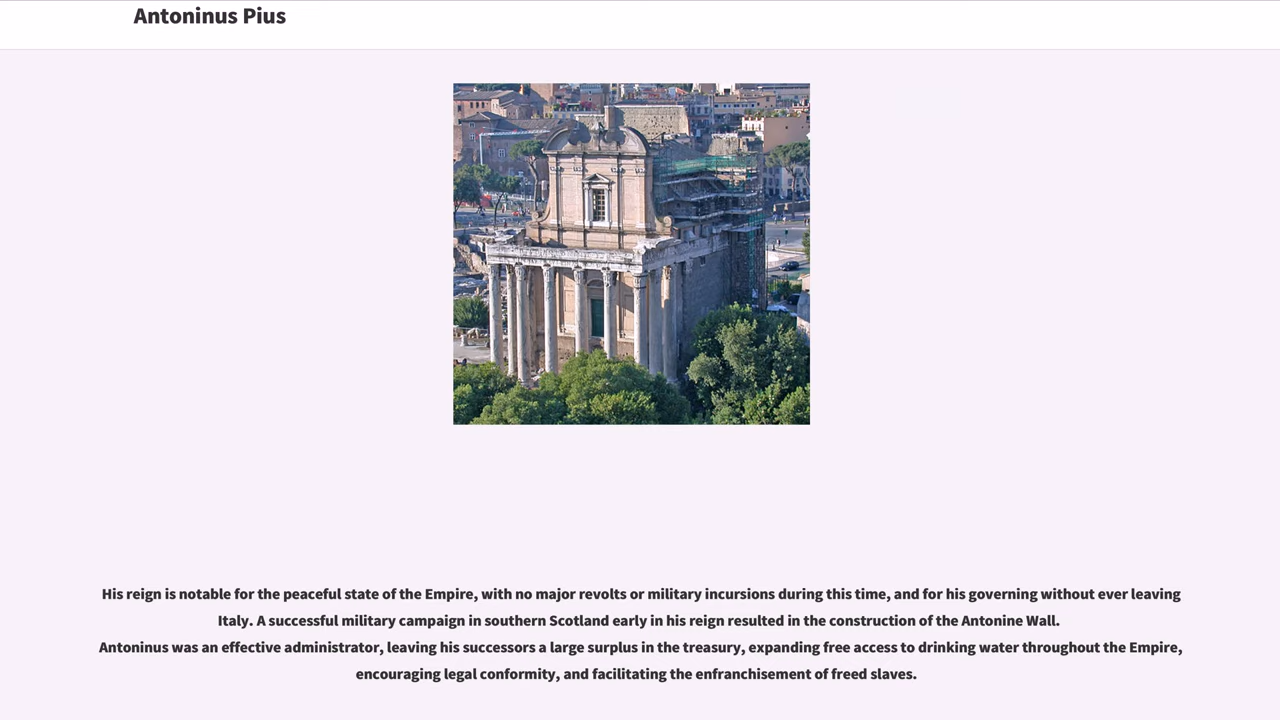 Antoninus Pius
His reign is notable for the peaceful state of the Empire, with no major revolts or military incursions during this time, and for his governing without ever leaving
Italy. A successful military campaign in southern Scotland early in his reign resulted in the construction of the Antonine Wall.
Antoninus was an effective administrator, leaving his successors a large surplus in the treasury, expanding free access to drinking water throughout the Empire,
encouraging legal conformity, and facilitating the enfranchisement of freed slaves.